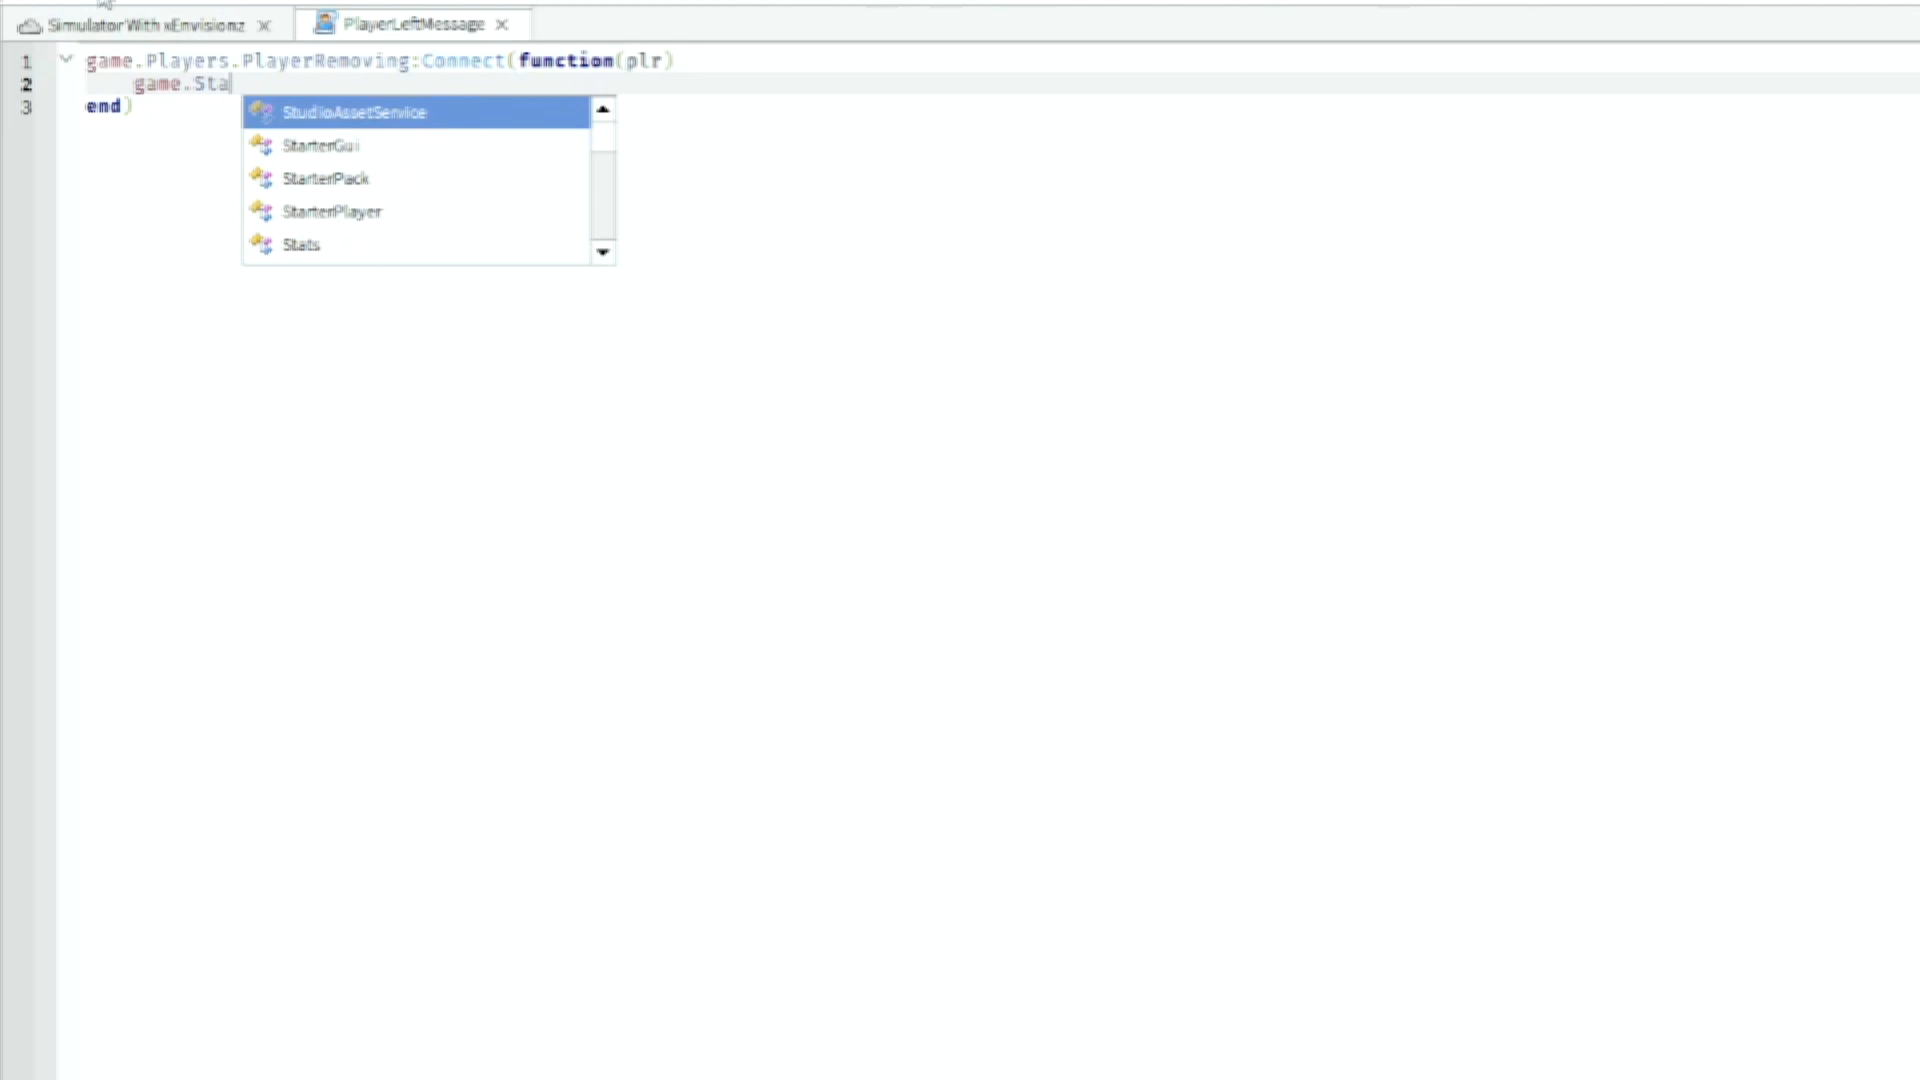 Simulator With xEnvisionz
PlayerLeftMessage
1 game.Players.PlayerRemoving:Connect(function(plr)
2 game.Sta
3 end)
StudioAssetService
StarterGui
StarterPack
StarterPlayer
Stats